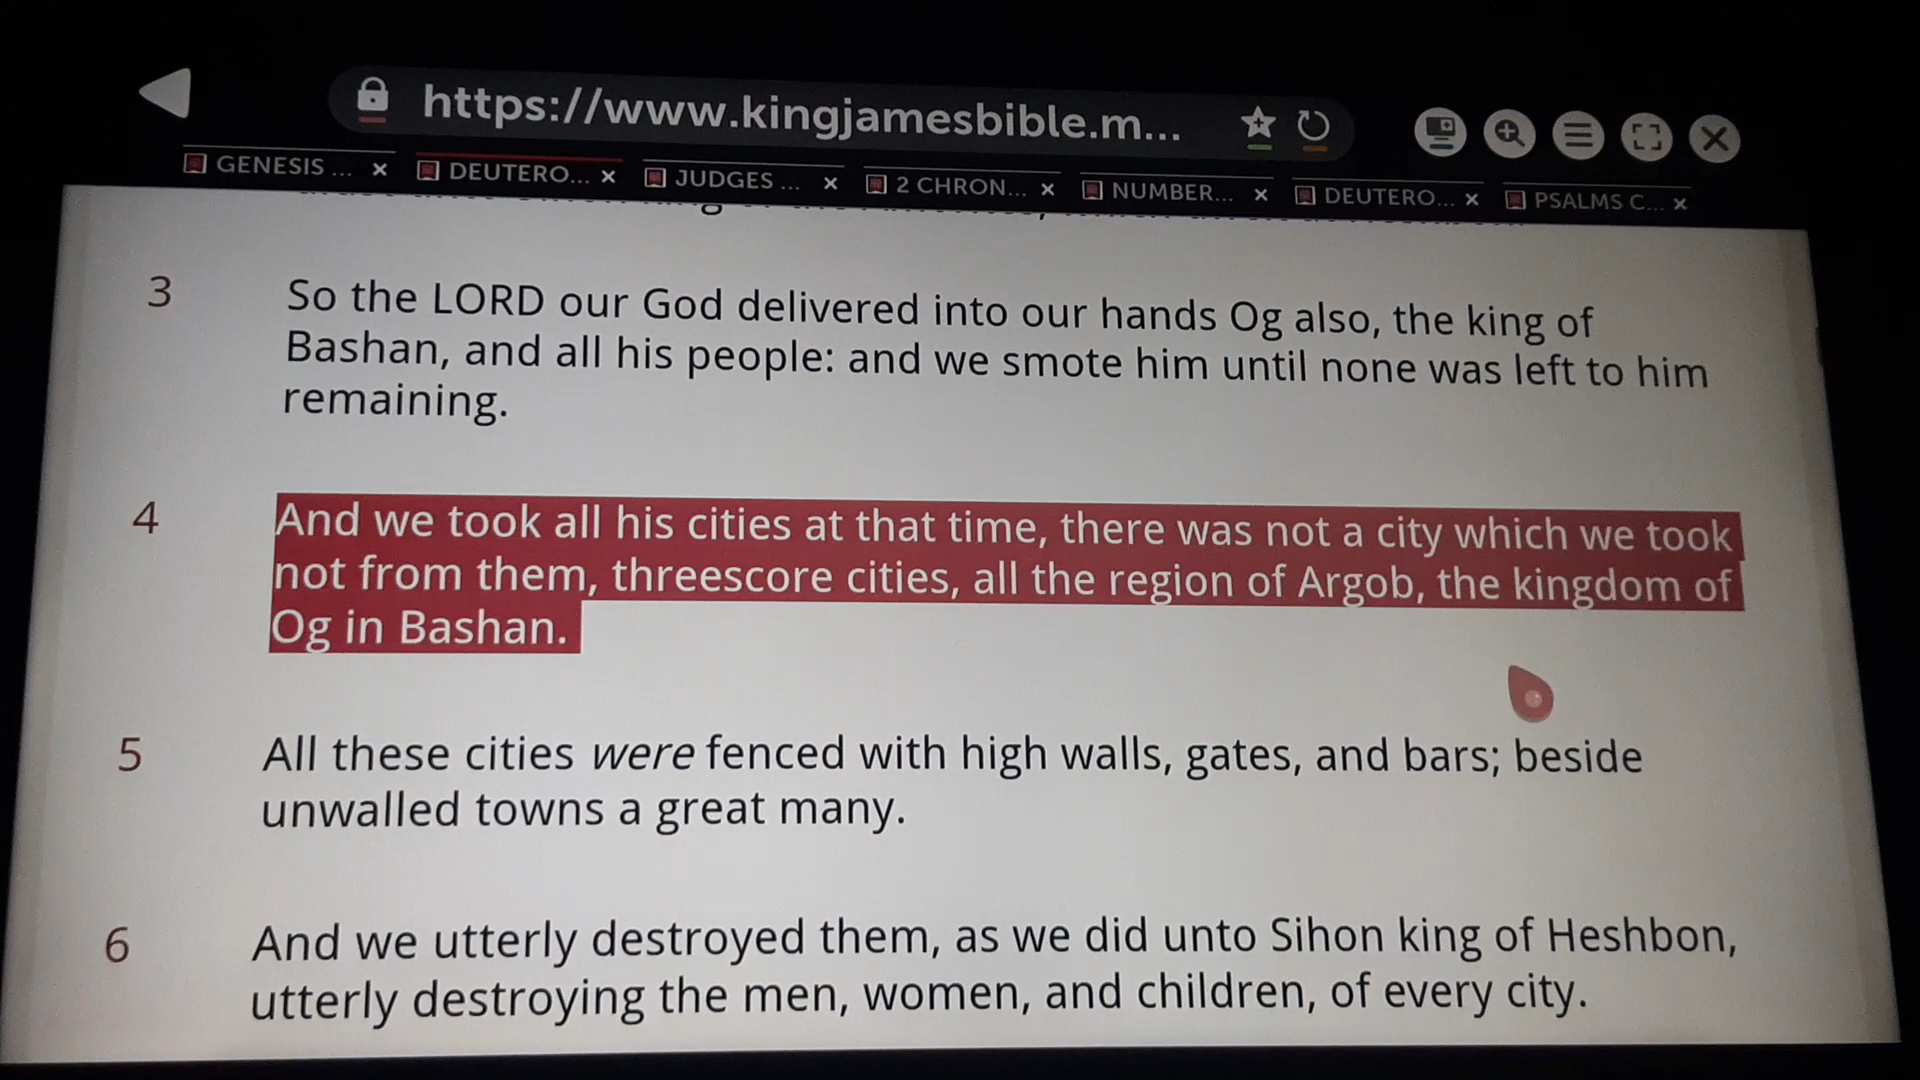 https://www.kingjamesbible.m...
GENESIS ... × DEUTERO... × JUDGES ... × 2 CHRON... × NUMBER... × DEUTERO... × PSALMS C... ×
3 So the LORD our God delivered into our hands Og also, the king of
Bashan, and all his people: and we smote him until none was left to him
remaining.
4 And we took all his cities at that time, there was not a city which we took
not from them, threescore cities, all the region of Argob, the kingdom of
Og in Bashan.
5 All these cities were fenced with high walls, gates, and bars; beside
unwalled towns a great many.
6 And we utterly destroyed them, as we did unto Sihon king of Heshbon,
utterly destroying the men, women, and children, of every city.